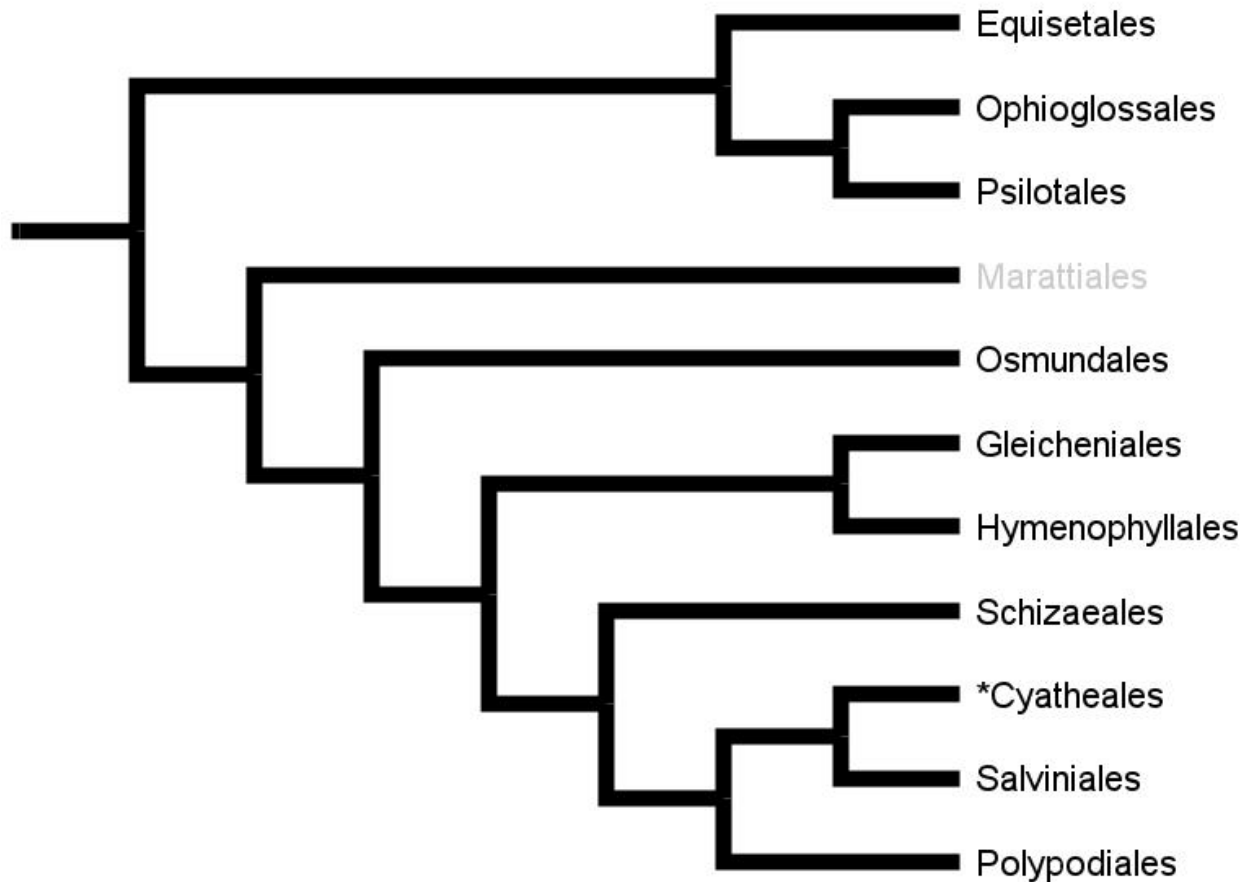 Equisetales
Ophioglossales
Psilotales
Marattiales
Osmundales
Gleicheniales
Hymenophyllales
Schizaeales
*Cyatheales
Salviniales
Polypodiales